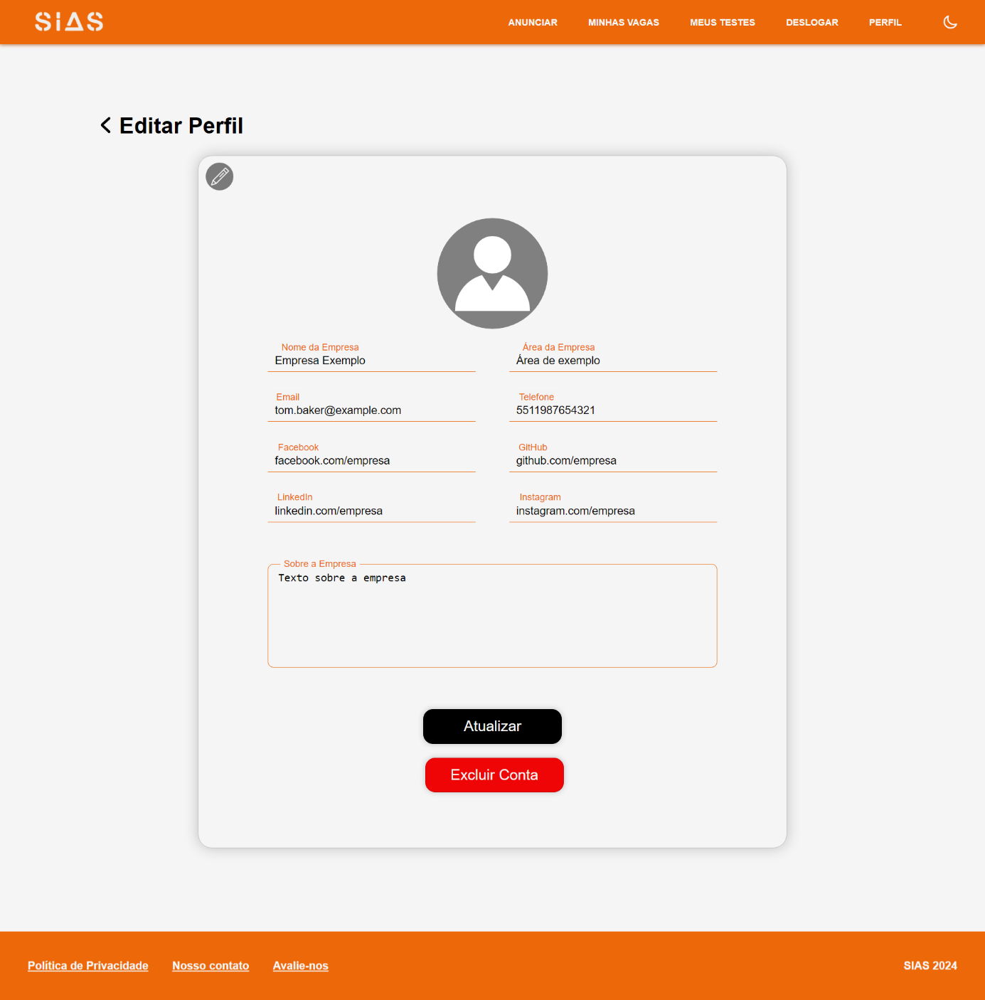 SIAS
ANUNCIAR MINHAS VAGAS MEUS TESTES DESLOGAR PERFIL
Editar Perfil
Nome da Empresa Área da Empresa
Empresa Exemplo Área de exemplo
Email Telefone
tom.baker@example.com 5511987654321
Facebook GitHub
facebook.com/empresa github.com/empresa
LinkedIn Instagram
linkedin.com/empresa instagram.com/empresa
Sobre a Empresa
Texto sobre a empresa
Atualizar
Excluir Conta
Política de Privacidade Nosso contato Avalie-nos SIAS 2024